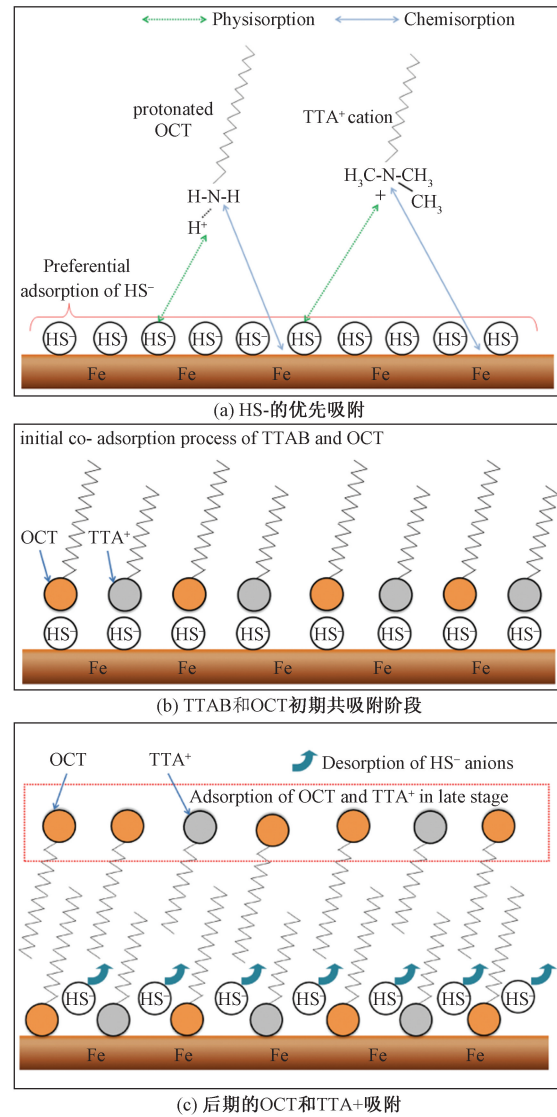 Physisorption Chemisorption
protonated
OCT
TTA⁺ cation
H-N-H
H⁺
H₃C-N-CH₃
+
CH₃
Preferential
adsorption of HS⁻
HS⁻ HS⁻ HS⁻ HS⁻ HS⁻ HS⁻ HS⁻ HS⁻ HS⁻ HS⁻
Fe Fe Fe Fe Fe
(a) HS-的优先吸附
initial co- adsorption process of TTAB and OCT
OCT TTA⁺
HS⁻ HS⁻ HS⁻ HS⁻ HS⁻ HS⁻ HS⁻ HS⁻
Fe Fe Fe Fe Fe
(b) TTAB和OCT初期共吸附阶段
OCT TTA⁺ Desorption of HS⁻ anions
Adsorption of OCT and TTA⁺ in late stage
HS⁻ HS⁻ HS⁻ HS⁻ HS⁻ HS⁻ HS⁻
Fe Fe Fe Fe Fe
(c) 后期的OCT和TTA+吸附